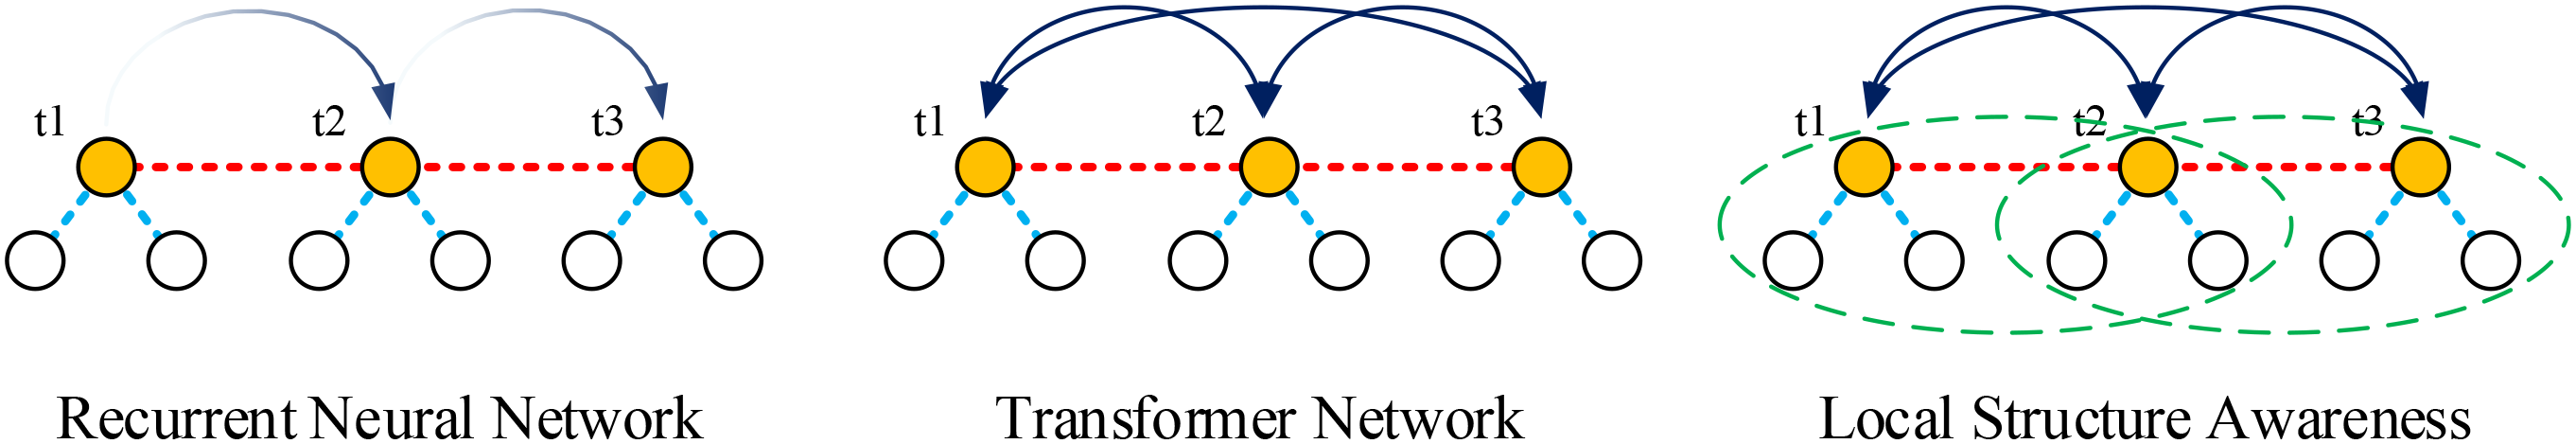 t1 t2 t3
t1 t2 t3
t1 t2 t3
Recurrent Neural Network
Transformer Network
Local Structure Awareness